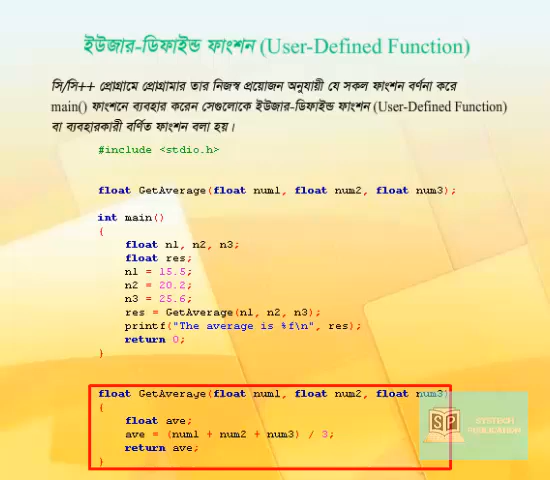 ইউজার-ডিফাইন্ড ফাংশন (User-Defined Function)
সি/সি++ প্রোগ্রামে প্রোগ্রামার তার নিজস্ব প্রয়োজন অনুযায়ী যে সকল ফাংশন বর্ণনা করে
main() ফাংশনে ব্যবহার করেন সেগুলোকে ইউজার-ডিফাইন্ড ফাংশন (User-Defined Function)
বা ব্যবহারকারী বর্ণিত ফাংশন বলা হয়।
#include <stdio.h>
float GetAverage(float num1, float num2, float num3);
int main()
{
float n1, n2, n3;
float res;
n1 = 15.5;
n2 = 20.2;
n3 = 25.6;
res = GetAverage(n1, n2, n3);
printf("The average is %f\n", res);
return 0;
}
float GetAverage(float num1, float num2, float num3)
{
float ave;
ave = (num1 + num2 + num3) / 3;
return ave;
}
SP
SYSTECH
PUBLICATION